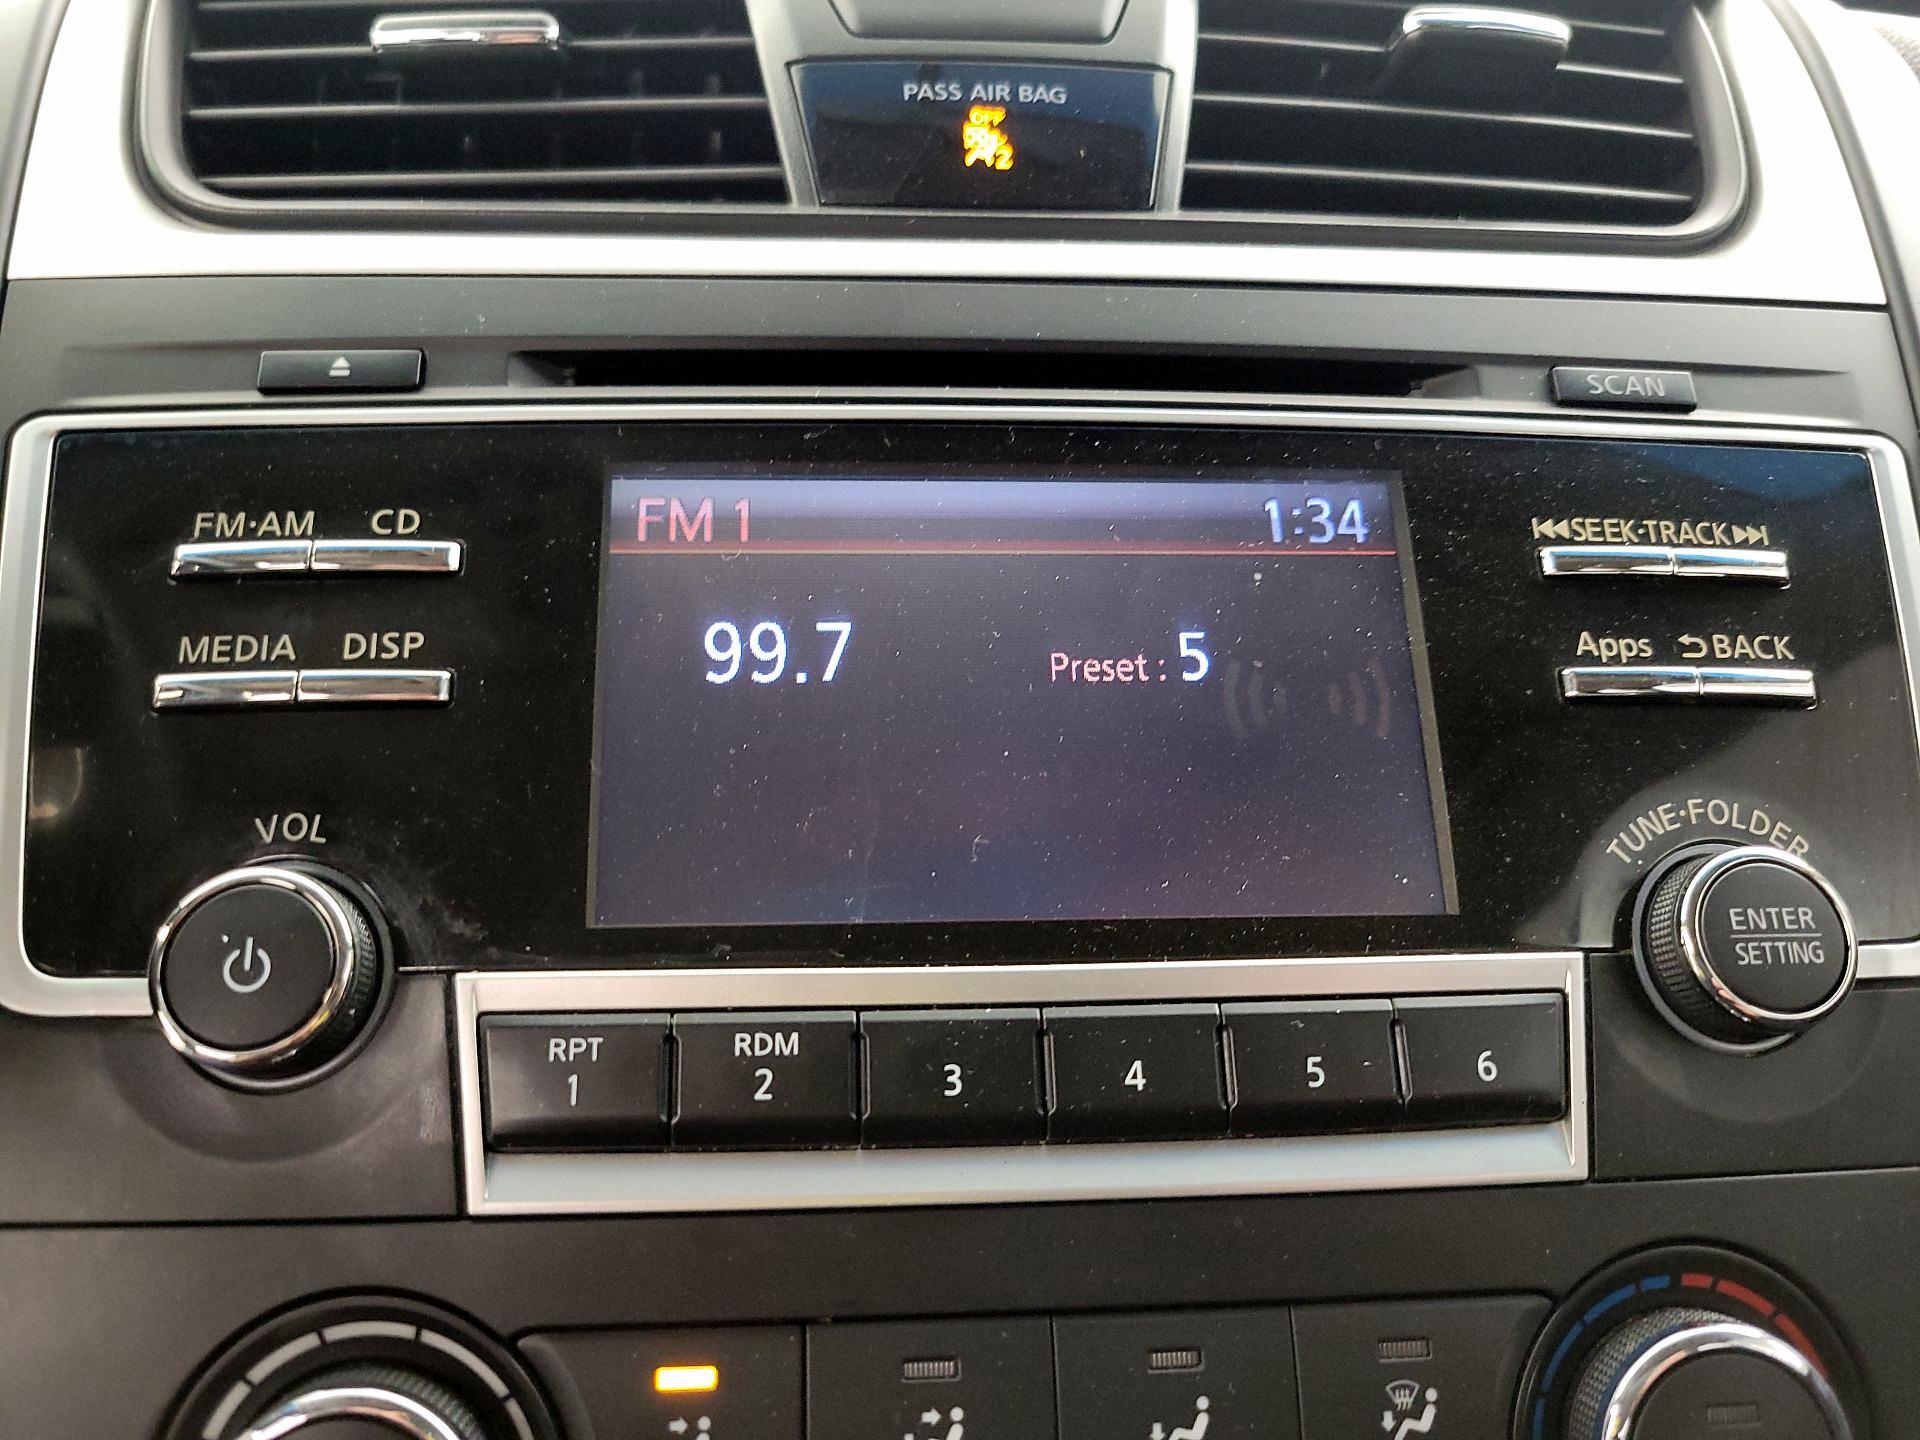 PASS AIR BAG
OFF
2
SCAN
FM·AM CD
FM 1 1:34
SEEK·TRACK
MEDIA DISP
99.7 Preset : 5
Apps BACK
VOL
TUNE·FOLDER
ENTER
SETTING
RPT
1
RDM
2
3
4
5
6